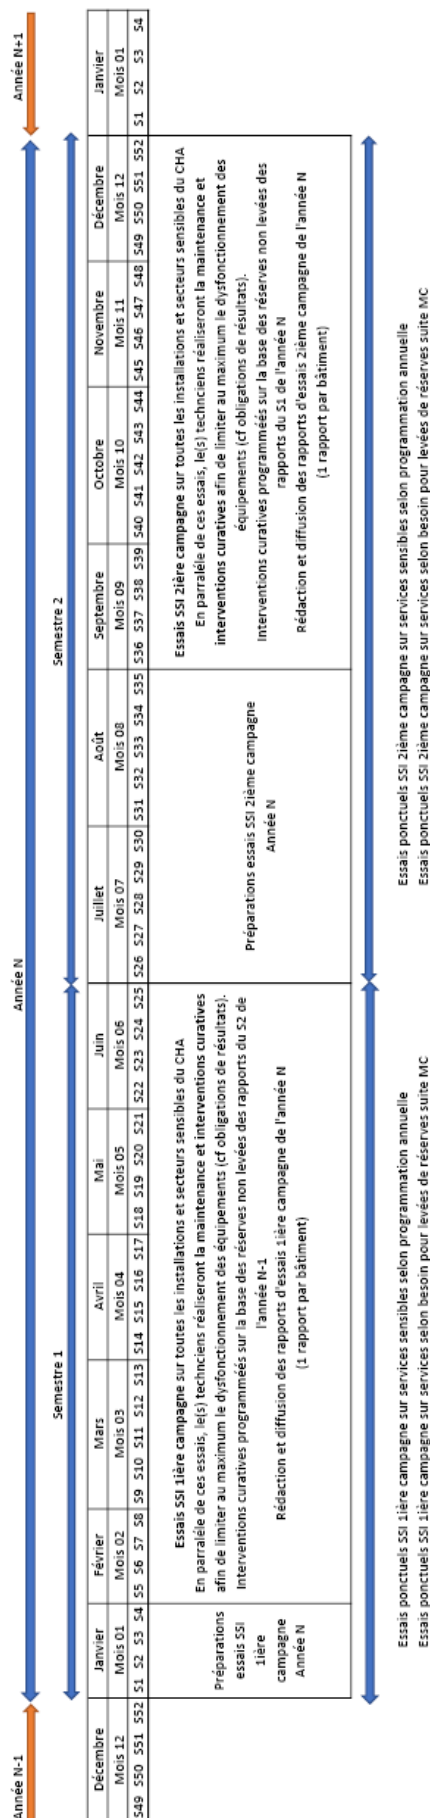 Année N-1
Année N
Année N+1
Semestre 1
Semestre 2
Décembre
Janvier
Février
Mars
Avril
Mai
Juin
Juillet
Août
Septembre
Octobre
Novembre
Décembre
Janvier
Mois 12
Mois 01
Mois 02
Mois 03
Mois 04
Mois 05
Mois 06
Mois 07
Mois 08
Mois 09
Mois 10
Mois 11
Mois 12
Mois 01
S49 S50 S51 S52 S1 S2 S3 S4 S5 S6 S7 S8 S9 S10 S11 S12 S13 S14 S15 S16 S17 S18 S19 S20 S21 S22 S23 S24 S25 S26 S27 S28 S29 S30 S31 S32 S33 S34 S35 S36 S37 S38 S39 S40 S41 S42 S43 S44 S45 S46 S47 S48 S49 S50 S51 S52 S1 S2 S3 S4
Préparations
essais SSI
1ière
campagne
Année N
Essais SSI 1ière campagne sur toutes les installations et secteurs sensibles du CHA
En parraléle de ces essais, le(s) techniciens réaliseront la maintenance et interventions curatives
afin de limiter au maximum le dysfonctionnement des équipements (cf obligations de résultats).
Interventions curatives programméés sur la base des réserves non levées des rapports du S2 de
l'année N-1
Rédaction et diffusion des rapports d'essais 1ière campagne de l'année N
(1 rapport par bâtiment)
Préparations essais SSI 2ième campagne
Année N
Essais SSI 2ière campagne sur toutes les installations et secteurs sensibles du CHA
En parraléle de ces essais, le(s) techniciens réaliseront la maintenance et
interventions curatives afin de limiter au maximum le dysfonctionnement des
équipements (cf obligations de résultats).
Interventions curatives programméés sur la base des réserves non levées des
rapports du S1 de l'année N
Rédaction et diffusion des rapports d'essais 2ième campagne de l'année N
(1 rapport par bâtiment)
Essais ponctuels SSI 1ière campagne sur services sensibles selon programmation annuelle
Essais ponctuels SSI 1ière campagne sur services selon besoin pour levées de réserves suite MC
Essais ponctuels SSI 2ième campagne sur services sensibles selon programmation annuelle
Essais ponctuels SSI 2ième campagne sur services selon besoin pour levées de réserves suite MC